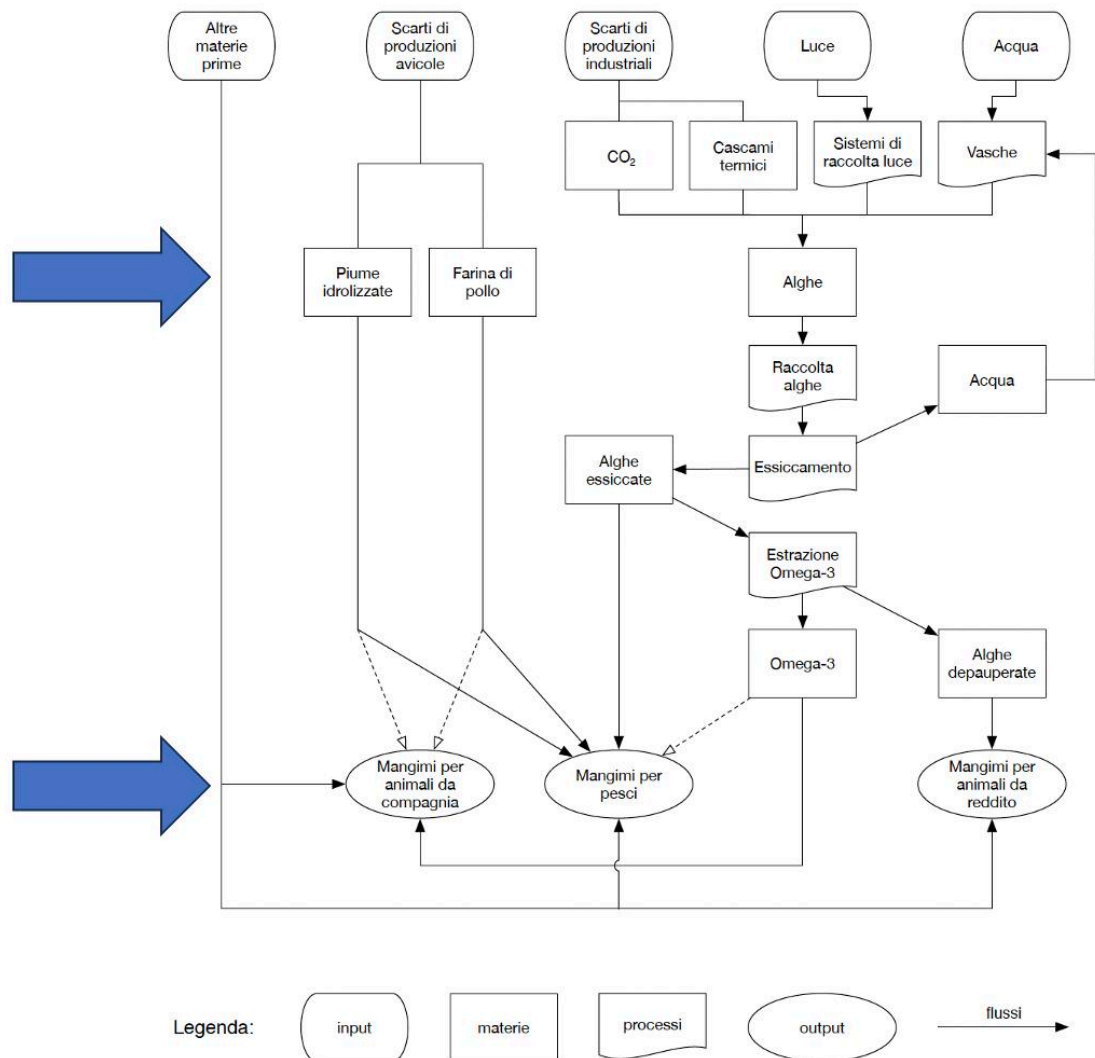 Altre
materie
prime
Scarti di
produzioni
avicole
Scarti di
produzioni
industriali
Luce
Acqua
CO₂
Cascami
termici
Sistemi di
raccolta luce
Vasche
Piume
idrolizzate
Farina di
pollo
Alghe
Raccolta
alghe
Acqua
Alghe
essiccate
Essiccamento
Estrazione
Omega-3
Omega-3
Alghe
depauperate
Mangimi per
animali da
compagnia
Mangimi per
pesci
Mangimi per
animali da
reddito
Legenda:
input
materie
processi
output
flussi